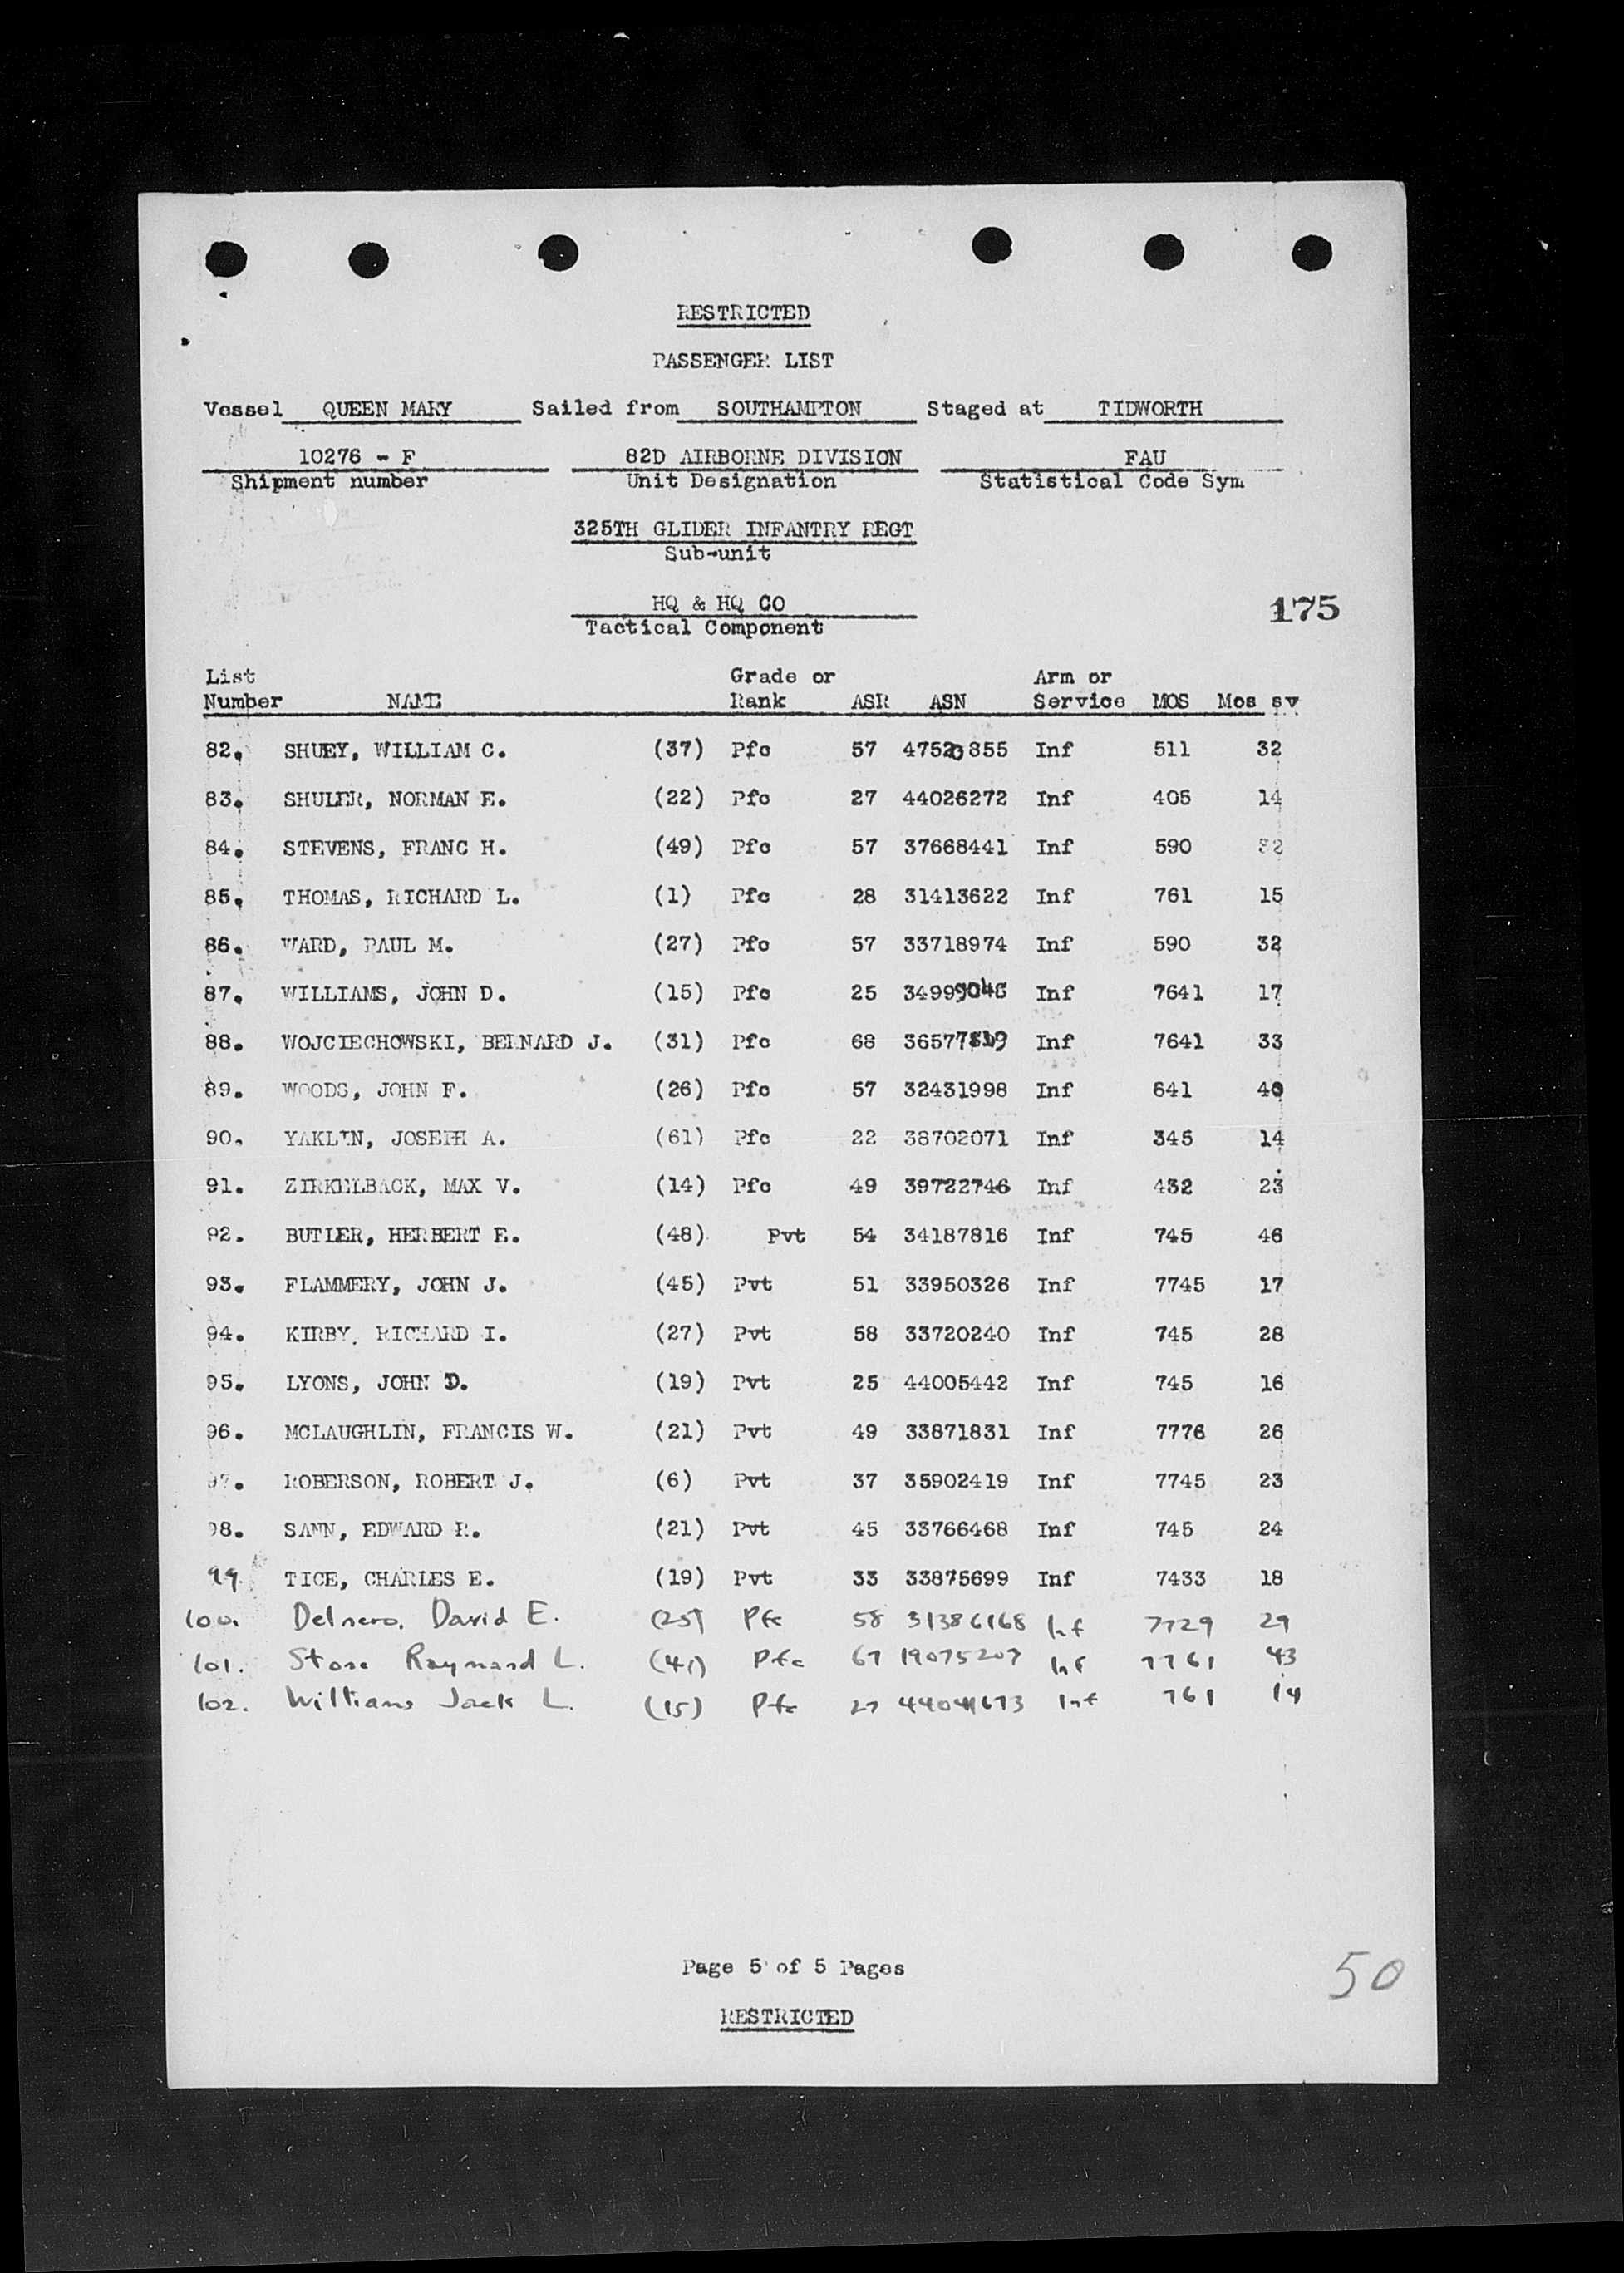 RESTRICTED
PASSENGER LIST
Vessel QUEEN MARY Sailed from SOUTHAMPTON Staged at TIDWORTH
10276 - F 82D AIRBORNE DIVISION FAU
Shipment number Unit Designation Statistical Code Sym
325TH GLIDER INFANTRY REGT
Sub-unit
HQ & HQ CO
175
Tactical Component
List Grade or Arm or
Number NAME Rank ASR ASN Service MOS Mos sv
82. SHUEY, WILLIAM C. (37) Pfc 57 47520855 Inf 511 32
83. SHULER, NORMAN E. (22) Pfc 27 44026272 Inf 405 14
84. STEVENS, FRANC H. (49) Pfc 57 37668441 Inf 590 32
85. THOMAS, RICHARD L. (1) Pfc 28 31413622 Inf 761 15
86. WARD, PAUL M. (27) Pfc 57 33718974 Inf 590 32
87. WILLIAMS, JOHN D. (15) Pfc 25 Inf 7641 17
88. WOJCIECHOWSKI, BERNARD J. (31) Pfc 68 Inf 7641 33
89. WOODS, JOHN F. (26) Pfc 57 32431998 Inf 641 40
90. YAKLIN, JOSEPH A. (61) Pfc 22 38702071 Inf 345 14
91. ZIRKELBACK, MAX V. (14) Pfc 49 39722746 Inf 432 23
92. BUTLER, HERBERT E. (48) Pvt 54 34187816 Inf 745 46
93. FLAMMERY, JOHN J. (45) Pvt 51 33950326 Inf 7745 17
94. KIRBY, RICHARD I. (27) Pvt 58 33720240 Inf 745 28
95. LYONS, JOHN D. (19) Pvt 25 44005442 Inf 745 16
96. MCLAUGHLIN, FRANCIS W. (21) Pvt 49 33871831 Inf 7776 26
97. ROBERSON, ROBERT J. (6) Pvt 37 35902419 Inf 7745 23
98. SANN, EDWARD R. (21) Pvt 45 33766468 Inf 745 24
99. TICE, CHARLES E. (19) Pvt 33 33875699 Inf 7433 18
100. Delnero, David E. (25) Pfc 58 31386168 Inf 7729 29
101. Stone Raymond L. (41) Pfc 67 19075207 Inf 7761 43
102. Williams Jack L. (15) Pfc 27 Inf 761 14
Page 5 of 5 Pages
50
RESTRICTED